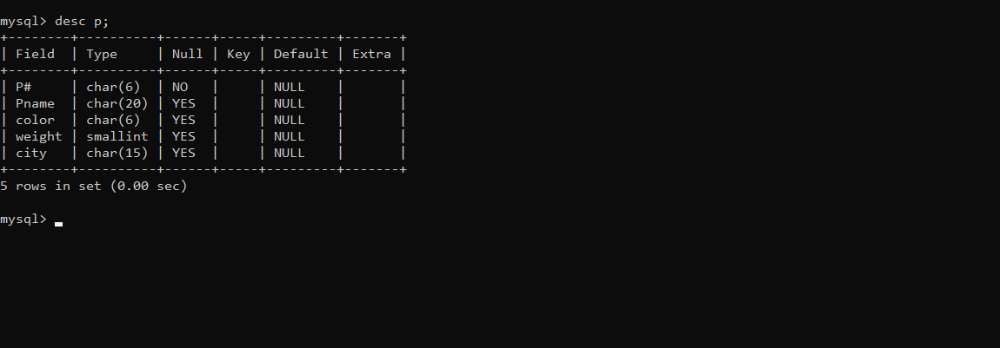 mysql> desc p;
+--------+----------+------+-----+---------+-------+
| Field  | Type     | Null | Key | Default | Extra |
+--------+----------+------+-----+---------+-------+
| P#     | char(6)  | NO   |     | NULL    |       |
| Pname  | char(20) | YES  |     | NULL    |       |
| color  | char(6)  | YES  |     | NULL    |       |
| weight | smallint | YES  |     | NULL    |       |
| city   | char(15) | YES  |     | NULL    |       |
+--------+----------+------+-----+---------+-------+
5 rows in set (0.00 sec)
mysql>